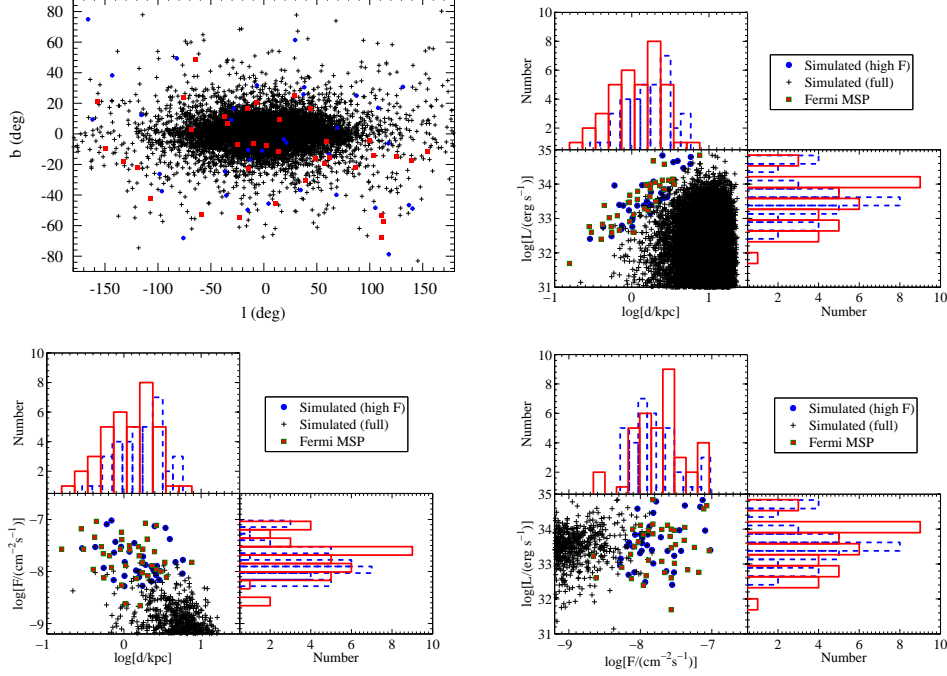 80
60
40
20
0
−20
−40
−60
−80
b (deg)
−150
−100
−50
0
50
100
150
l (deg)
10
8
6
4
2
Number
Simulated (high F)
Simulated (full)
Fermi MSP
35
34
33
32
31
log[L/(erg s⁻¹)]
−1
0
1
log[d/kpc]
2
4
6
8
10
Number
10
8
6
4
2
Number
Simulated (high F)
Simulated (full)
Fermi MSP
−7
−8
−9
log[F/(cm⁻²s⁻¹)]
−1
0
1
log[d/kpc]
2
4
6
8
10
Number
10
8
6
4
2
Number
Simulated (high F)
Simulated (full)
Fermi MSP
35
34
33
32
31
log[L/(erg s⁻¹)]
−9
−8
−7
log[F/(cm⁻²s⁻¹)]
2
4
6
8
10
Number